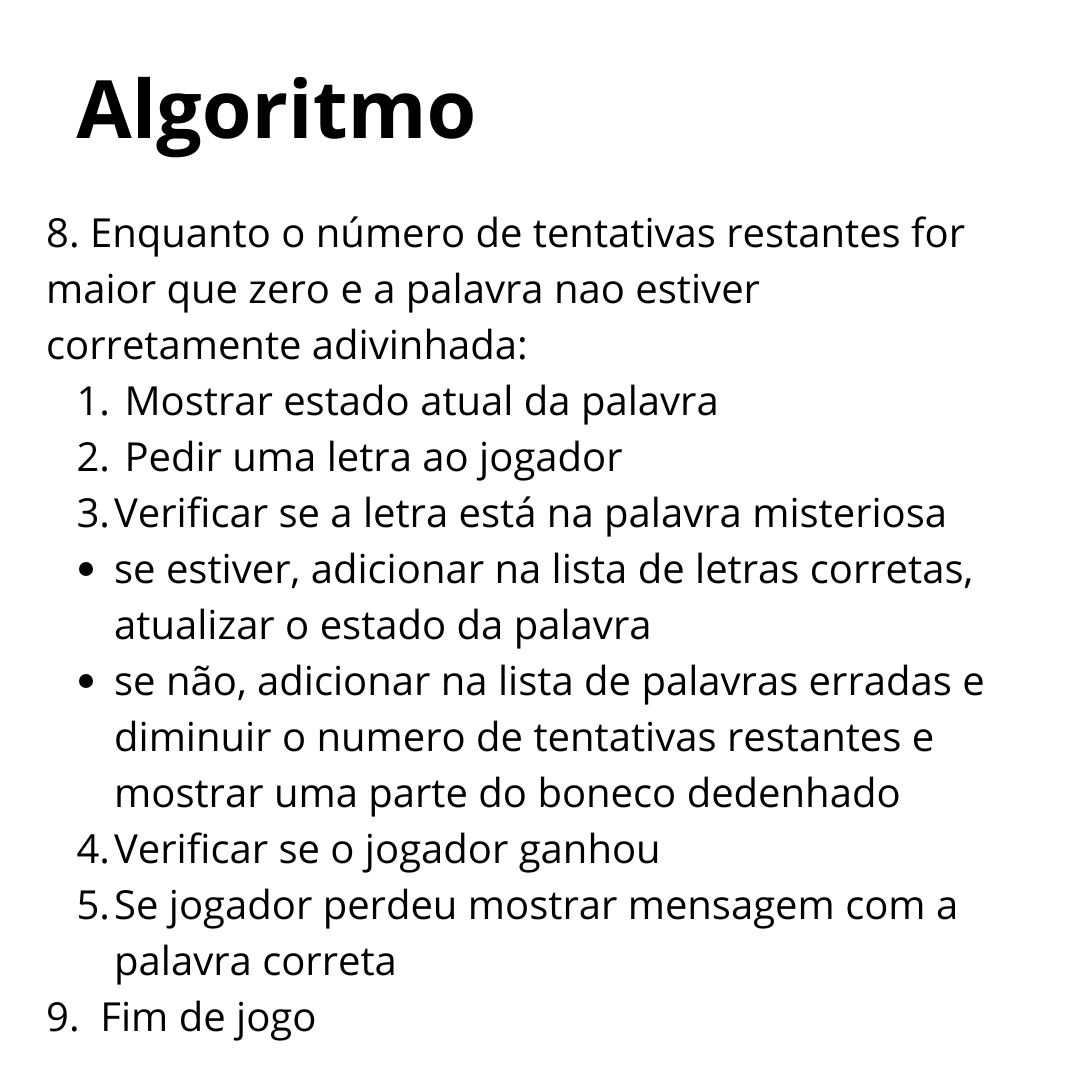 Algoritmo
8. Enquanto o número de tentativas restantes for
maior que zero e a palavra nao estiver
corretamente adivinhada:
1. Mostrar estado atual da palavra
2. Pedir uma letra ao jogador
3. Verificar se a letra está na palavra misteriosa
• se estiver, adicionar na lista de letras corretas,
atualizar o estado da palavra
• se não, adicionar na lista de palavras erradas e
diminuir o numero de tentativas restantes e
mostrar uma parte do boneco dedenhado
4. Verificar se o jogador ganhou
5. Se jogador perdeu mostrar mensagem com a
palavra correta
9. Fim de jogo